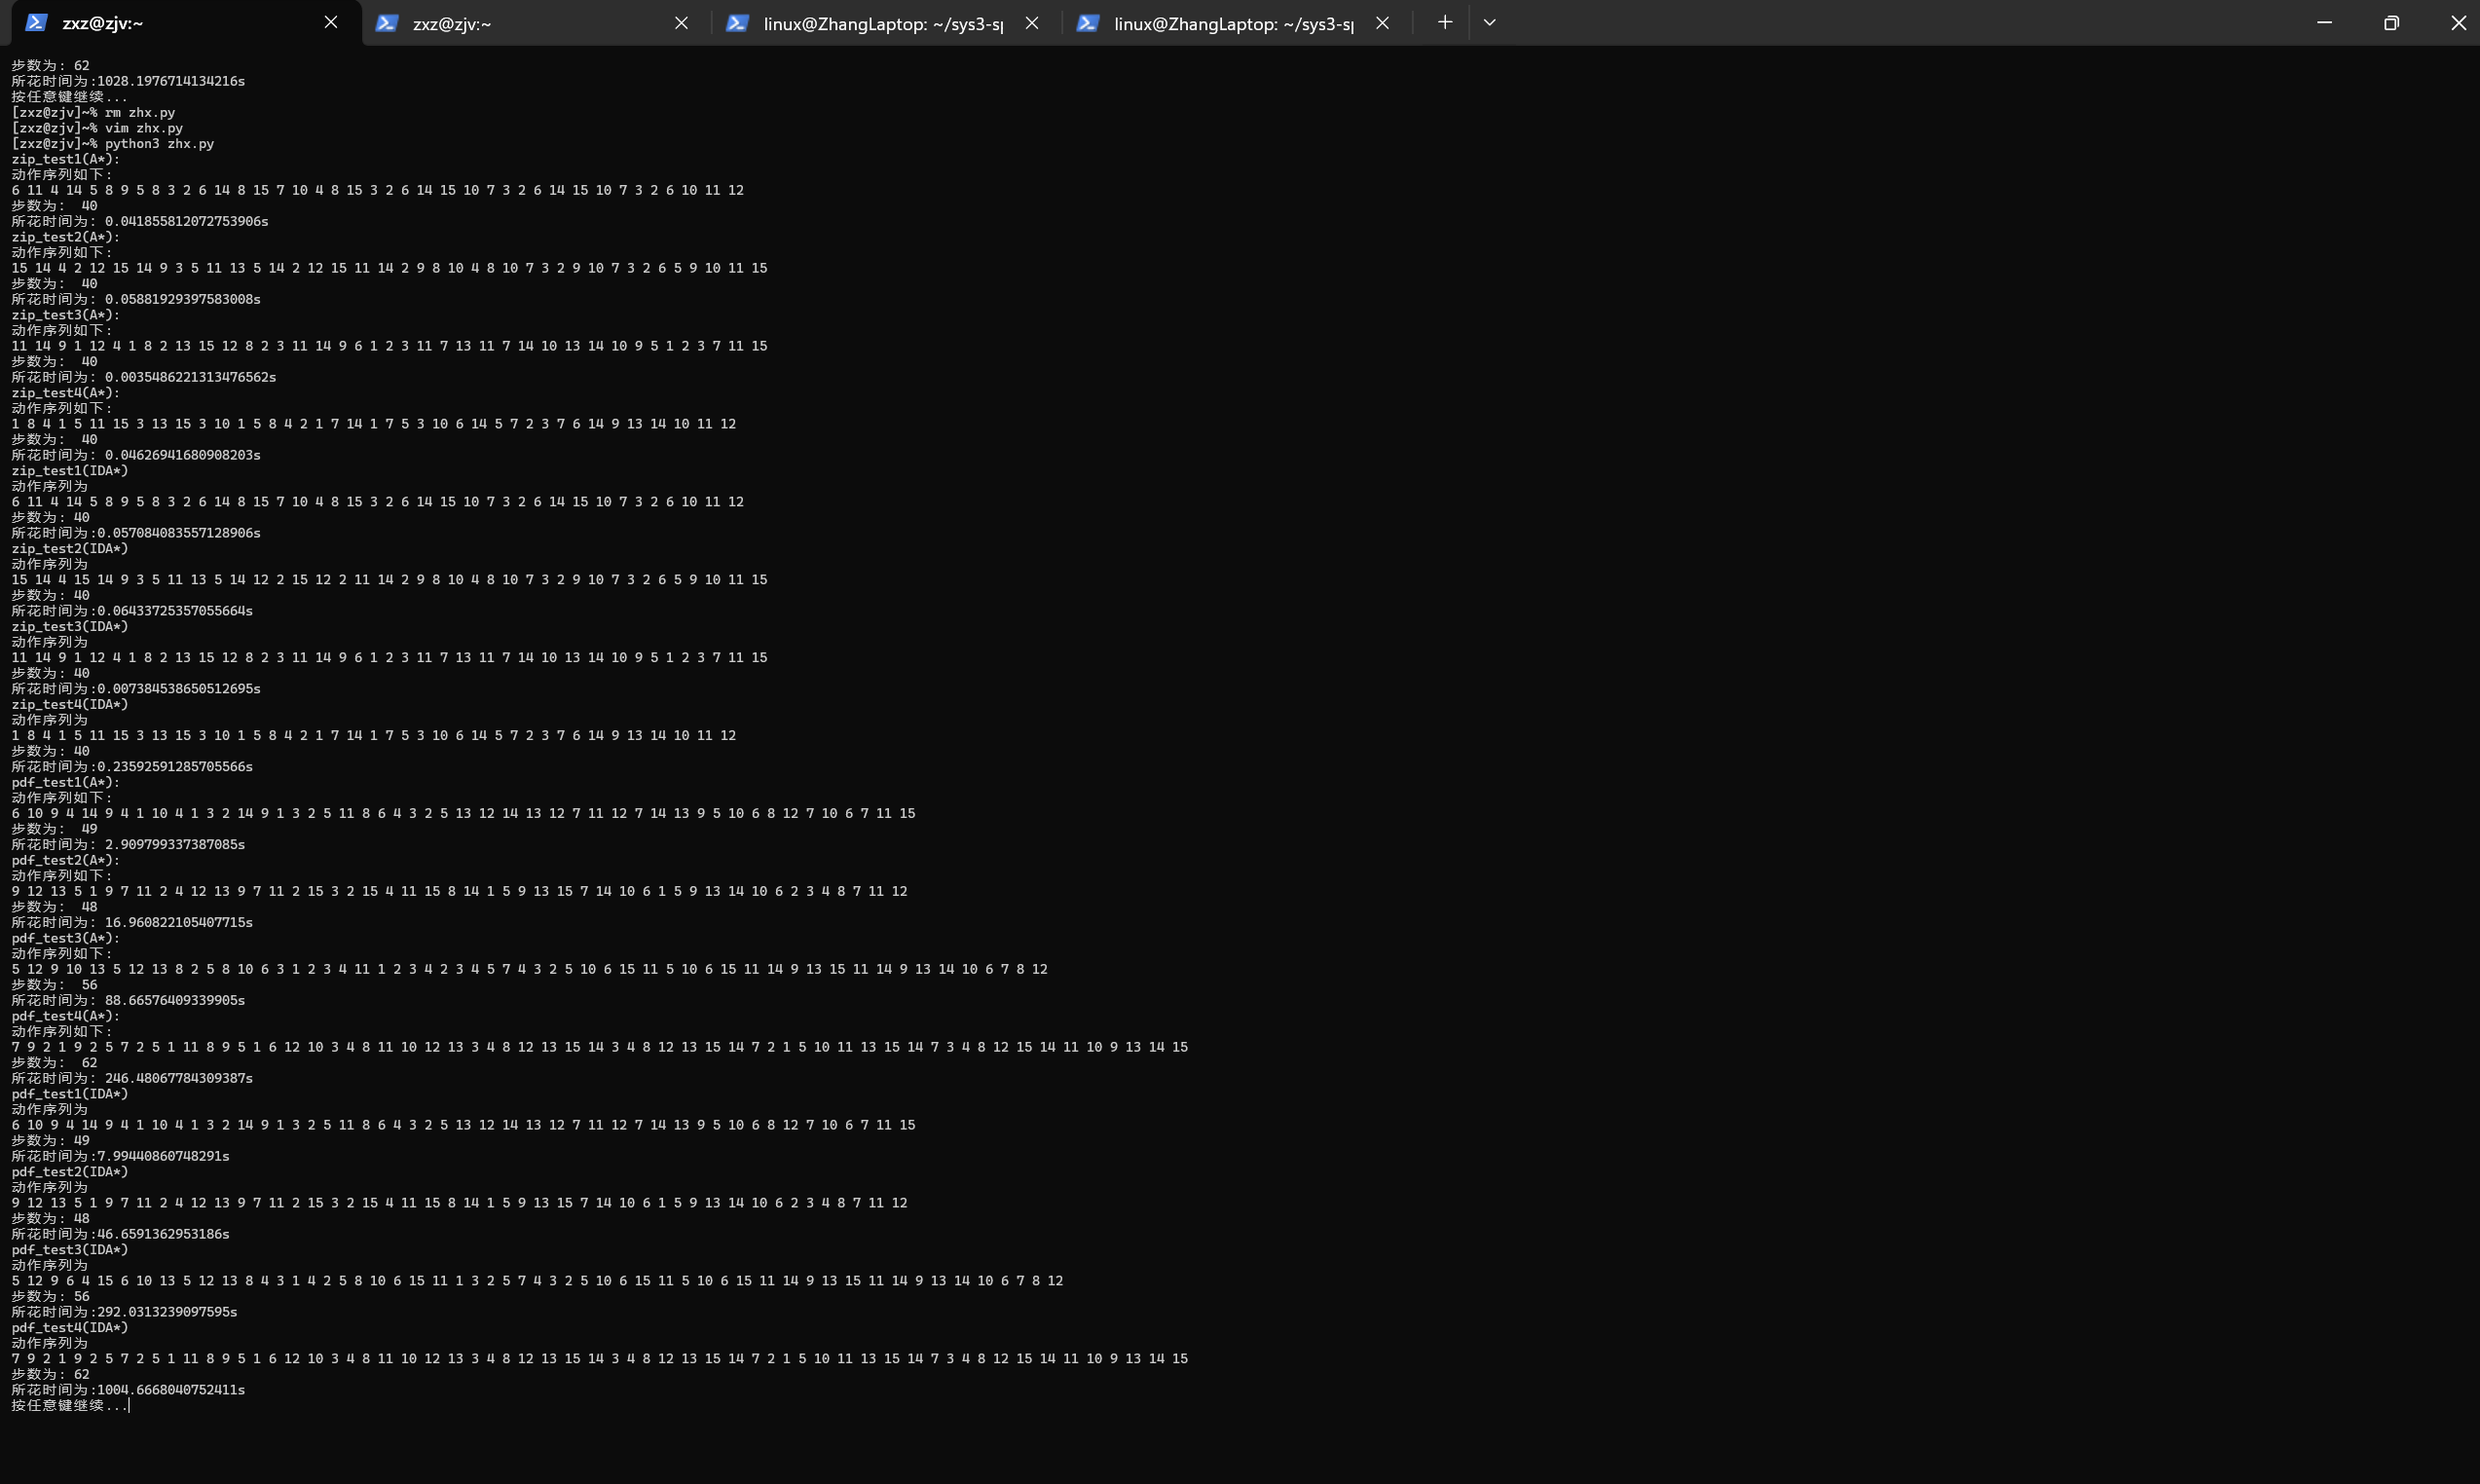 zxz@zjv:~
zxz@zjv:~
linux@ZhangLaptop: ~/sys3-sp
linux@ZhangLaptop: ~/sys3-sp
步数为: 62
所花时间为:1028.1976714134216s
按任意键继续...
[zxz@zjv]~% rm zhx.py
[zxz@zjv]~% vim zhx.py
[zxz@zjv]~% python3 zhx.py
zip_test1(A*):
动作序列如下:
6 11 4 14 5 8 9 5 8 3 2 6 14 8 15 7 10 4 8 15 3 2 6 14 15 10 7 3 2 6 14 15 10 7 3 2 6 10 11 12
步数为:  40
所花时间为: 0.041855812072753906s
zip_test2(A*):
动作序列如下:
15 14 4 2 12 15 14 9 3 5 11 13 5 14 2 12 15 11 14 2 9 8 10 4 8 10 7 3 2 9 10 7 3 2 6 5 9 10 11 15
步数为:  40
所花时间为: 0.05881929397583008s
zip_test3(A*):
动作序列如下:
11 14 9 1 12 4 1 8 2 13 15 12 8 2 3 11 14 9 6 1 2 3 11 7 13 11 7 14 10 13 14 10 9 5 1 2 3 7 11 15
步数为:  40
所花时间为: 0.0035486221313476562s
zip_test4(A*):
动作序列如下:
1 8 4 1 5 11 15 3 13 15 3 10 1 5 8 4 2 1 7 14 1 7 5 3 10 6 14 5 7 2 3 7 6 14 9 13 14 10 11 12
步数为:  40
所花时间为: 0.04626941680908203s
zip_test1(IDA*)
动作序列为
6 11 4 14 5 8 9 5 8 3 2 6 14 8 15 7 10 4 8 15 3 2 6 14 15 10 7 3 2 6 14 15 10 7 3 2 6 10 11 12
步数为: 40
所花时间为:0.057084083557128906s
zip_test2(IDA*)
动作序列为
15 14 4 15 14 9 3 5 11 13 5 14 12 2 15 12 2 11 14 2 9 8 10 4 8 10 7 3 2 9 10 7 3 2 6 5 9 10 11 15
步数为: 40
所花时间为:0.06433725357055664s
zip_test3(IDA*)
动作序列为
11 14 9 1 12 4 1 8 2 13 15 12 8 2 3 11 14 9 6 1 2 3 11 7 13 11 7 14 10 13 14 10 9 5 1 2 3 7 11 15
步数为: 40
所花时间为:0.007384538650512695s
zip_test4(IDA*)
动作序列为
1 8 4 1 5 11 15 3 13 15 3 10 1 5 8 4 2 1 7 14 1 7 5 3 10 6 14 5 7 2 3 7 6 14 9 13 14 10 11 12
步数为: 40
所花时间为:0.23592591285705566s
pdf_test1(A*):
动作序列如下:
6 10 9 4 14 9 4 1 10 4 1 3 2 14 9 1 3 2 5 11 8 6 4 3 2 5 13 12 14 13 12 7 11 12 7 14 13 9 5 10 6 8 12 7 10 6 7 11 15
步数为:  49
所花时间为: 2.909799337387085s
pdf_test2(A*):
动作序列如下:
9 12 13 5 1 9 7 11 2 4 12 13 9 7 11 2 15 3 2 15 4 11 15 8 14 1 5 9 13 15 7 14 10 6 1 5 9 13 14 10 6 2 3 4 8 7 11 12
步数为:  48
所花时间为: 16.960822105407715s
pdf_test3(A*):
动作序列如下:
5 12 9 10 13 5 12 13 8 2 5 8 10 6 3 1 2 3 4 11 1 2 3 4 2 3 4 5 7 4 3 2 5 10 6 15 11 5 10 6 15 11 14 9 13 15 11 14 9 13 14 10 6 7 8 12
步数为:  56
所花时间为: 88.66576409339905s
pdf_test4(A*):
动作序列如下:
7 9 2 1 9 2 5 7 2 5 1 11 8 9 5 1 6 12 10 3 4 8 11 10 12 13 3 4 8 12 13 15 14 3 4 8 12 13 15 14 7 2 1 5 10 11 13 15 14 7 3 4 8 12 15 14 11 10 9 13 14 15
步数为:  62
所花时间为: 246.48067784309387s
pdf_test1(IDA*)
动作序列为
6 10 9 4 14 9 4 1 10 4 1 3 2 14 9 1 3 2 5 11 8 6 4 3 2 5 13 12 14 13 12 7 11 12 7 14 13 9 5 10 6 8 12 7 10 6 7 11 15
步数为: 49
所花时间为:7.99440860748291s
pdf_test2(IDA*)
动作序列为
9 12 13 5 1 9 7 11 2 4 12 13 9 7 11 2 15 3 2 15 4 11 15 8 14 1 5 9 13 15 7 14 10 6 1 5 9 13 14 10 6 2 3 4 8 7 11 12
步数为: 48
所花时间为:46.6591362953186s
pdf_test3(IDA*)
动作序列为
5 12 9 6 4 15 6 10 13 5 12 13 8 4 3 1 4 2 5 8 10 6 15 11 1 3 2 5 7 4 3 2 5 10 6 15 11 5 10 6 15 11 14 9 13 15 11 14 9 13 14 10 6 7 8 12
步数为: 56
所花时间为:292.0313239097595s
pdf_test4(IDA*)
动作序列为
7 9 2 1 9 2 5 7 2 5 1 11 8 9 5 1 6 12 10 3 4 8 11 10 12 13 3 4 8 12 13 15 14 3 4 8 12 13 15 14 7 2 1 5 10 11 13 15 14 7 3 4 8 12 15 14 11 10 9 13 14 15
步数为: 62
所花时间为:1004.6668040752411s
按任意键继续...